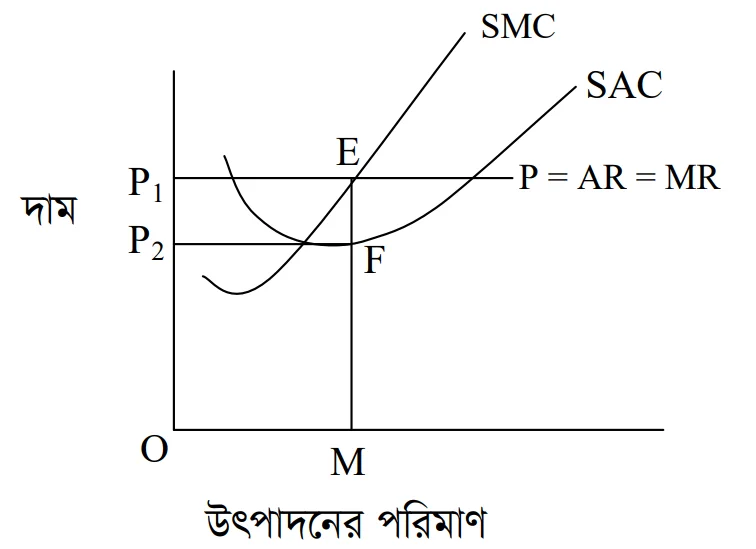 SMC
SAC
E
P₁
P = AR = MR
দাম
P₂
F
O
M
উৎপাদনের পরিমাণ